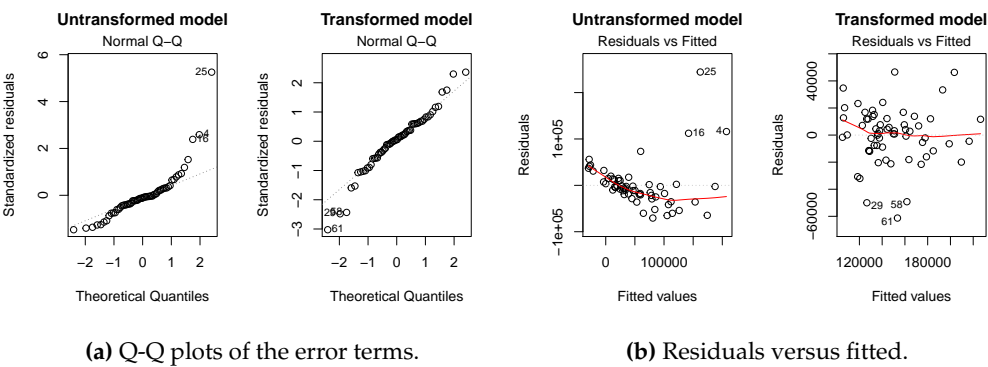 Untransformed model
Normal Q−Q
Standardized residuals
6
4
2
0
25
4
16
−2 −1 0 1 2
Theoretical Quantiles
Transformed model
Normal Q−Q
Standardized residuals
2
1
0
−1
−2
−3
58
61
−2 −1 0 1 2
Theoretical Quantiles
(a) Q-Q plots of the error terms.
Untransformed model
Residuals vs Fitted
Residuals
1e+05
−1e+05
25
16
4
0 100000
Fitted values
Transformed model
Residuals vs Fitted
Residuals
40000
0
−60000
29
58
61
120000 180000
Fitted values
(b) Residuals versus fitted.